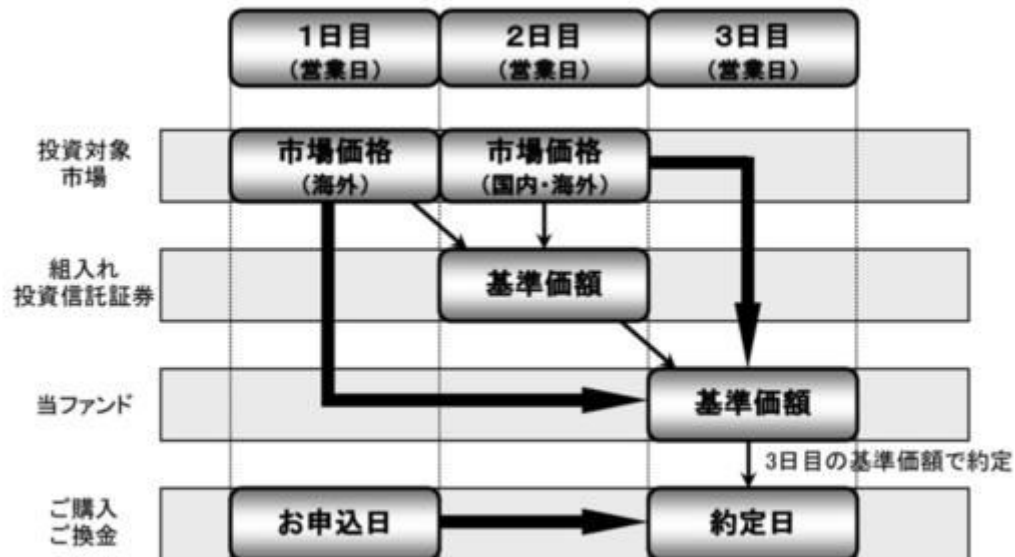 1日目
(営業日)
2日目
(営業日)
3日目
(営業日)
投資対象
市場
市場価格
(海外)
市場価格
(国内・海外)
組入れ
投資信託証券
基準価額
当ファンド
基準価額
3日目の基準価額で約定
ご購入
ご換金
お申込日
約定日